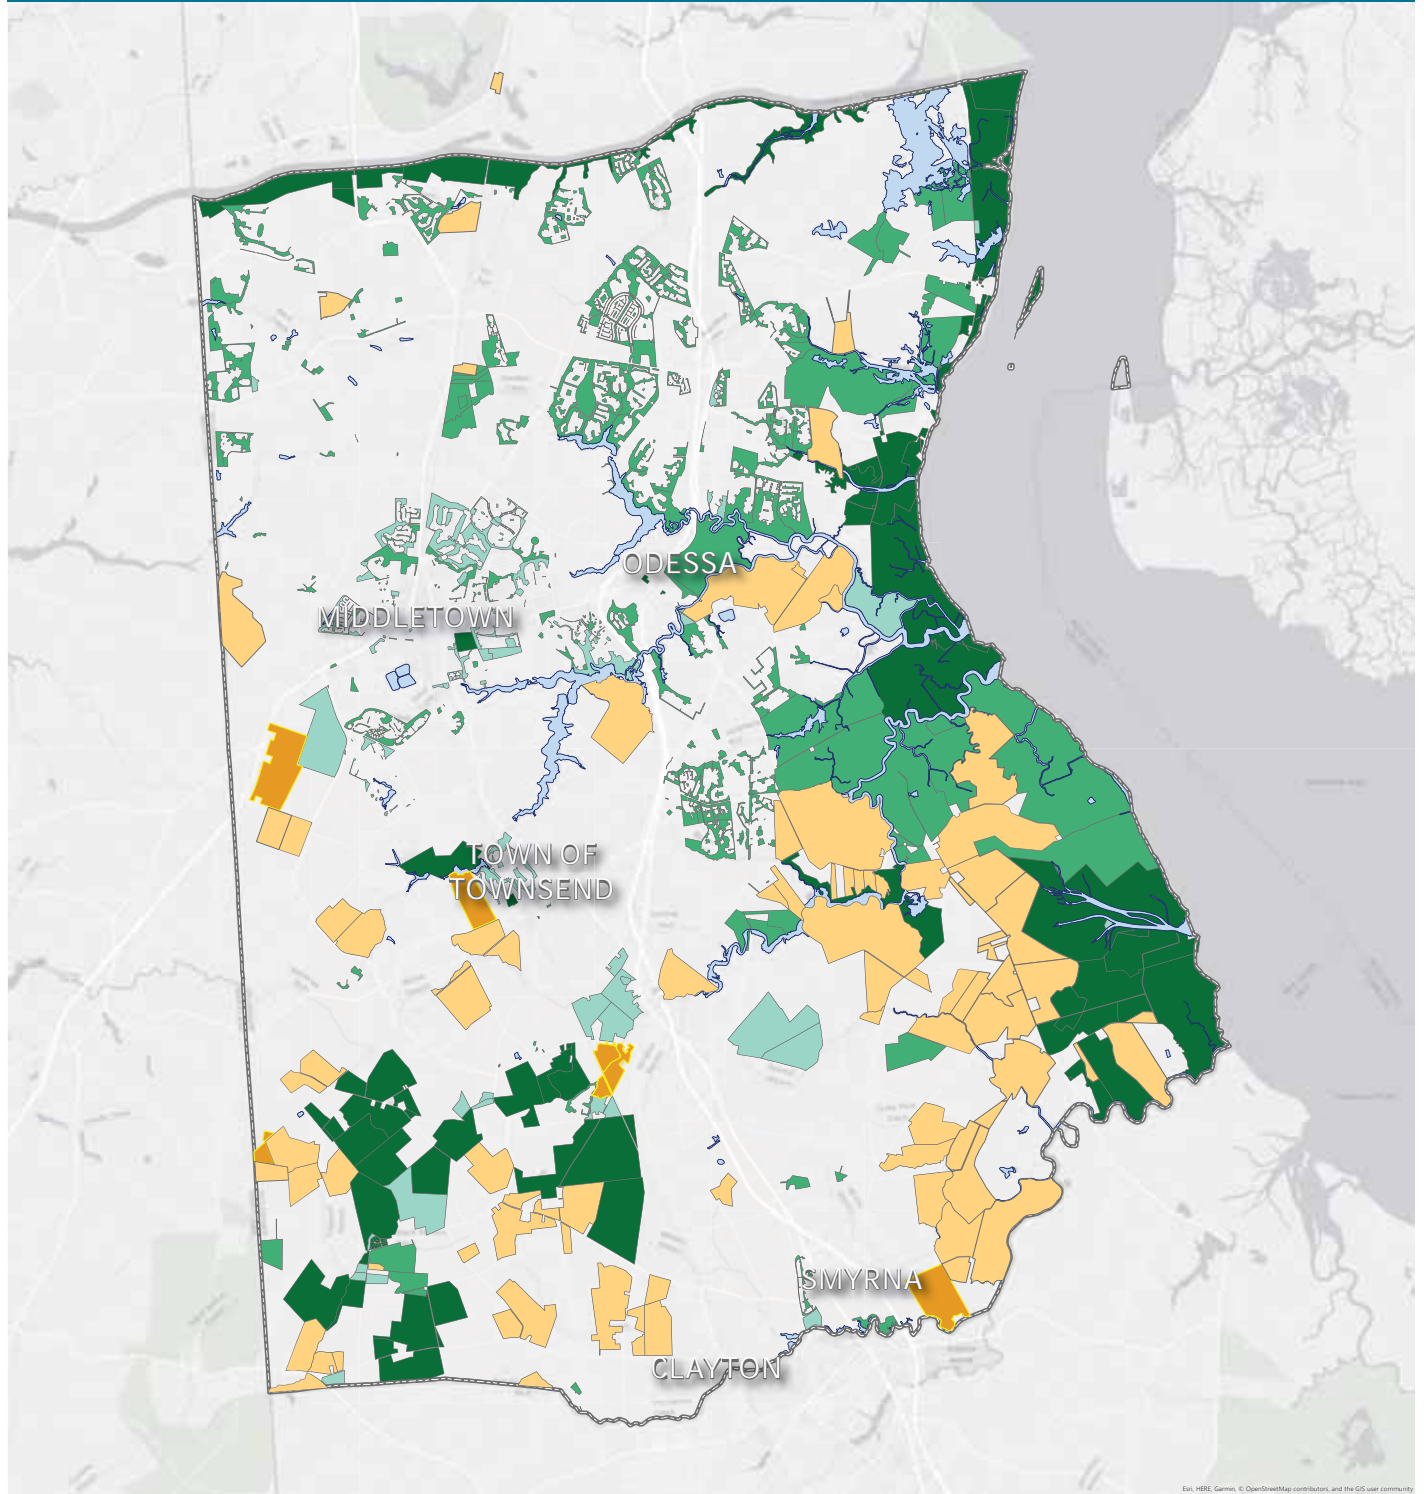 ODESSA
MIDDLETOWN
TOWN OF
TOWNSEND
SMYRNA
CLAYTON
Esri, HERE, Garmin, © OpenStreetMap contributors, and the GIS user community